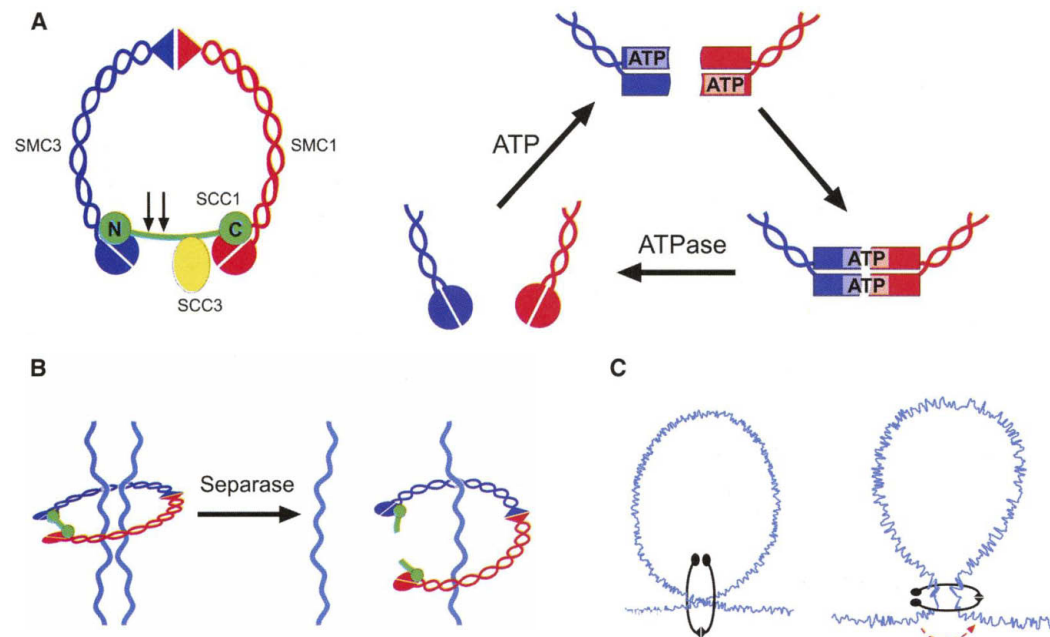 A
SMC3
SMC1
SCC1
N
C
SCC3
ATP
ATP
ATP
ATPase
ATP
ATP
B
Separase
C